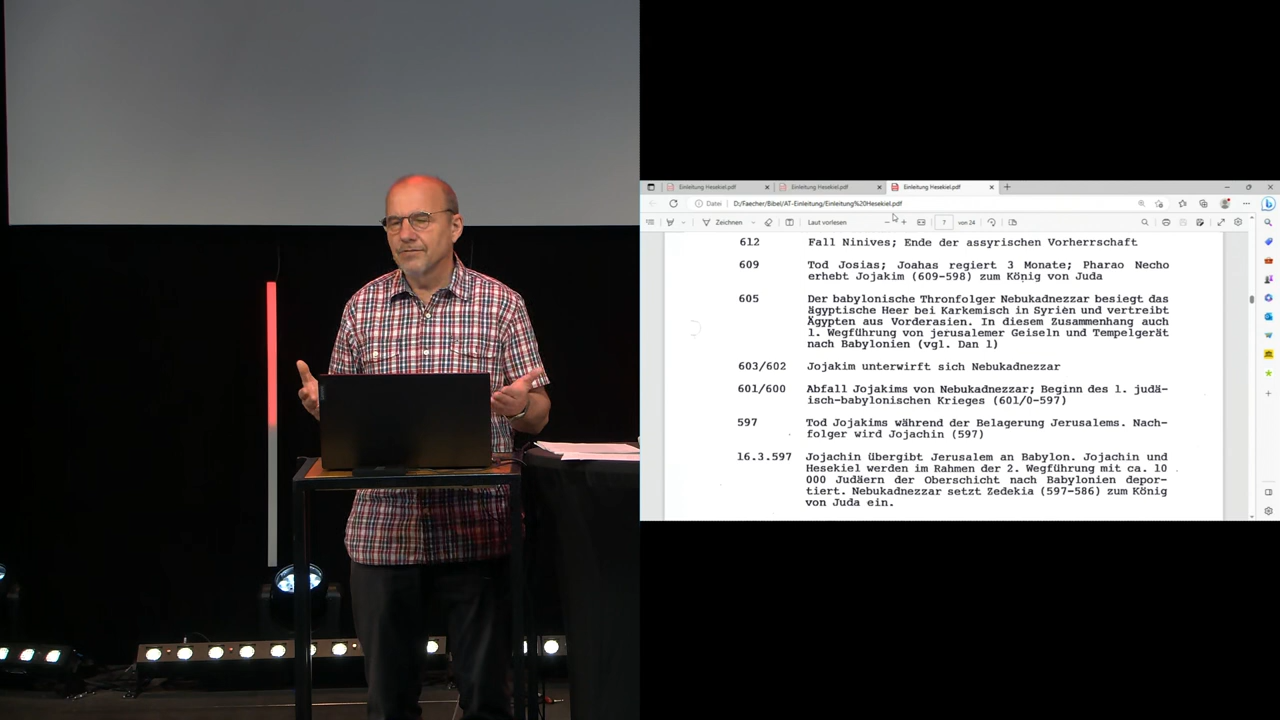 Einleitung Hesekiel.pdf
Einleitung Hesekiel.pdf
Einleitung Hesekiel.pdf
Datei
D:/Faecher/Bibel/AT-Einleitung/Einleitung%20Hesekiel.pdf
Zeichnen
Laut vorlesen
7
von 24
612 Fall Ninives; Ende der assyrischen Vorherrschaft
609 Tod Josias; Joahas regiert 3 Monate; Pharao Necho
erhebt Jojakim (609-598) zum König von Juda
605 Der babylonische Thronfolger Nebukadnezzar besiegt das
ägyptische Heer bei Karkemisch in Syrien und vertreibt
Ägypten aus Vorderasien. In diesem Zusammenhang auch
1. Wegführung von jerusalemer Geiseln und Tempelgerät
nach Babylonien (vgl. Dan 1)
603/602 Jojakim unterwirft sich Nebukadnezzar
601/600 Abfall Jojakims von Nebukadnezzar; Beginn des 1. judä-
isch-babylonischen Krieges (601/0-597)
597 Tod Jojakims während der Belagerung Jerusalems. Nach-
folger wird Jojachin (597)
16.3.597 Jojachin übergibt Jerusalem an Babylon. Jojachin und
Hesekiel werden im Rahmen der 2. Wegführung mit ca. 10
000 Judäern der Oberschicht nach Babylonien depor-
tiert. Nebukadnezzar setzt Zedekia (597-586) zum König
von Juda ein.